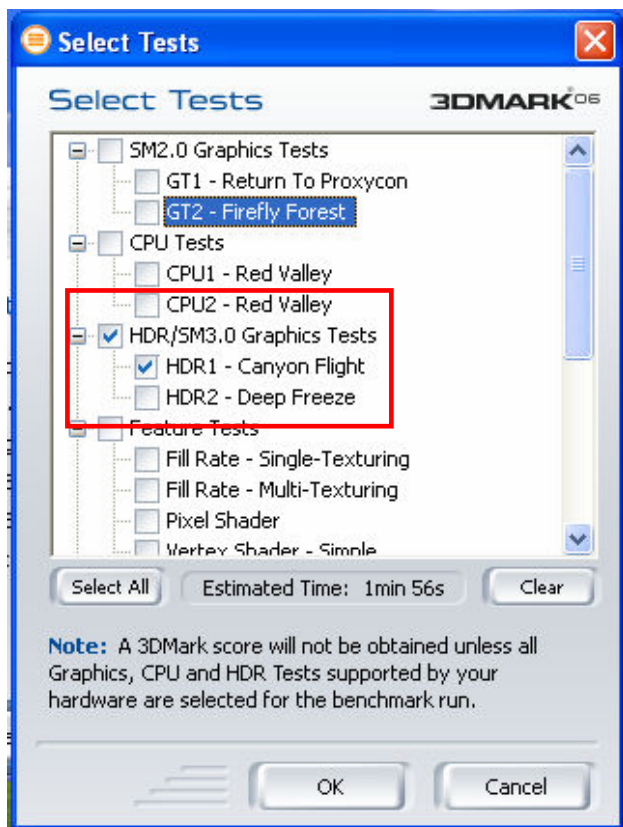 Select Tests
Select Tests 3DMARK®06
SM2.0 Graphics Tests
GT1 - Return To Proxycon
GT2 - Firefly Forest
CPU Tests
CPU1 - Red Valley
CPU2 - Red Valley
HDR/SM3.0 Graphics Tests
HDR1 - Canyon Flight
HDR2 - Deep Freeze
Feature Tests
Fill Rate - Single-Texturing
Fill Rate - Multi-Texturing
Pixel Shader
Vertex Shader - Simple
Select All Estimated Time: 1min 56s Clear
Note: A 3DMark score will not be obtained unless all
Graphics, CPU and HDR Tests supported by your
hardware are selected for the benchmark run.
OK Cancel